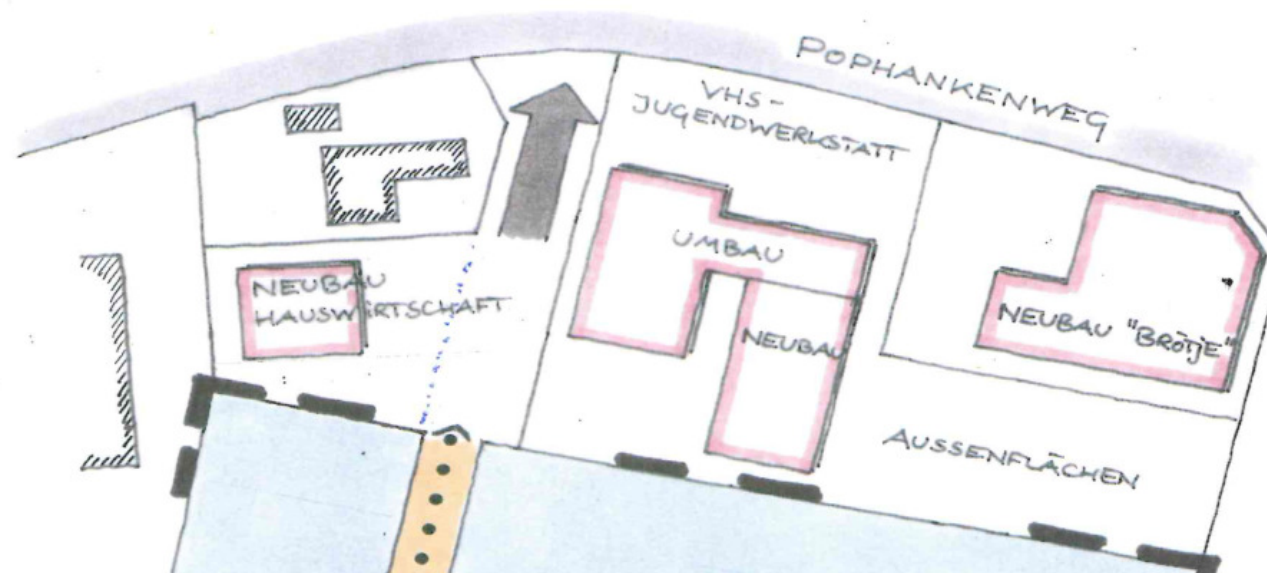 POPHANKENWEG
VHS-
JUGENDWERKSTATT
UMBAU
NEUBAU
HAUSWIRTSCHAFT
NEUBAU
NEUBAU "BRÖTJE"
AUSSENFLÄCHEN